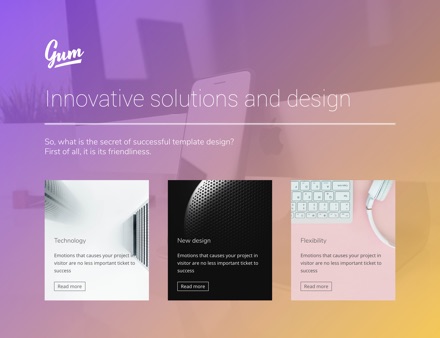 Gum
Innovative solutions and design
So, what is the secret of successful template design?
First of all, it is its friendliness.
Technology
Emotions that causes your project in
visitor are no less important ticket to
success
Read more
New design
Emotions that causes your project in
visitor are no less important ticket to
success
Read more
Flexibility
Emotions that causes your project in
visitor are no less important ticket to
success
Read more